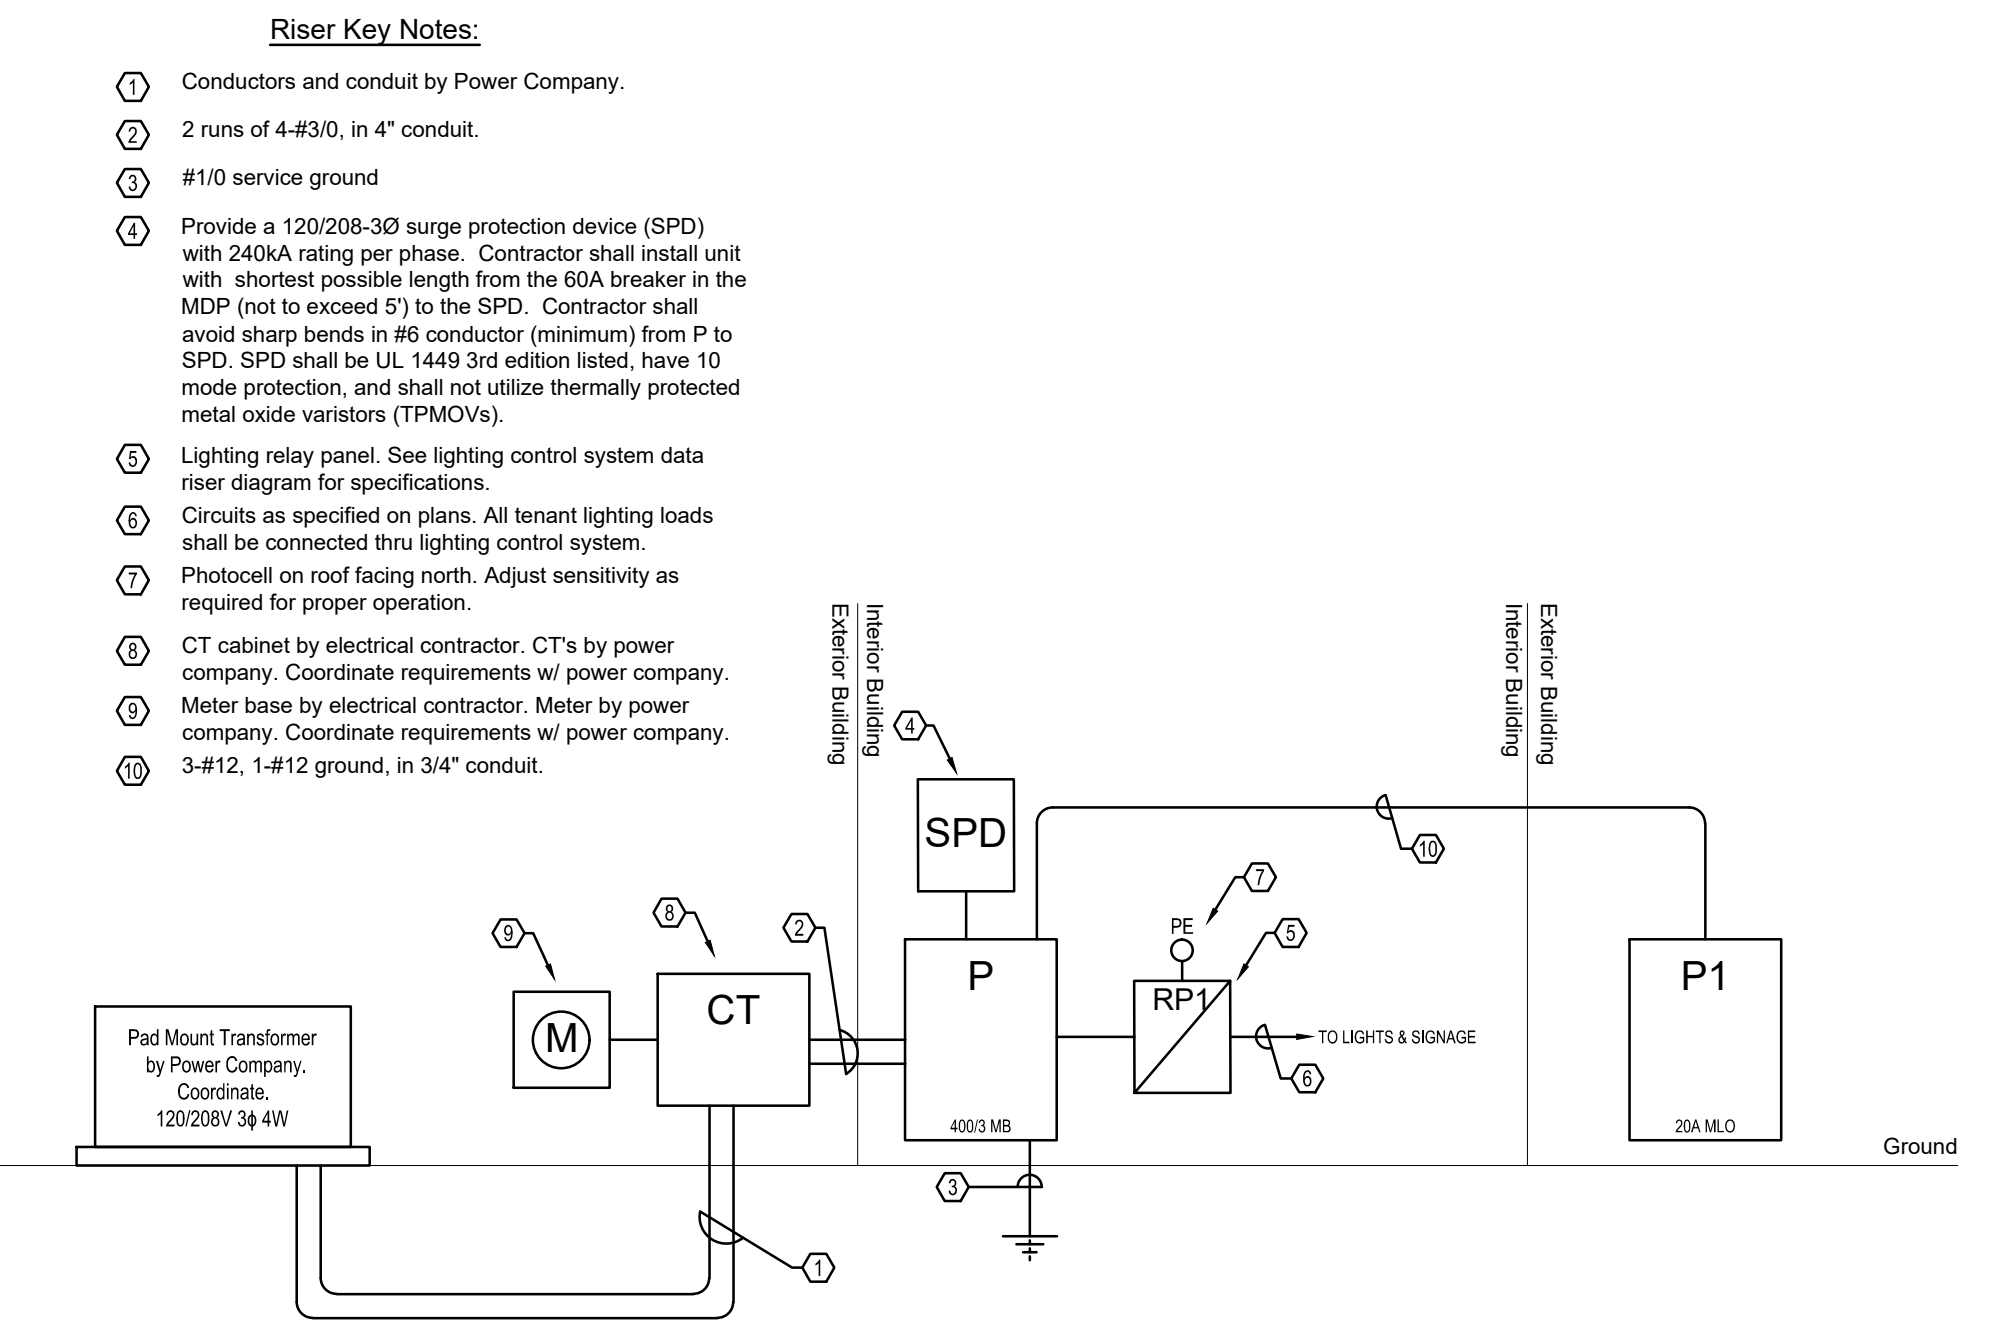 Riser Key Notes:
1 Conductors and conduit by Power Company.
2 2 runs of 4-#3/0, in 4" conduit.
3 #1/0 service ground
4 Provide a 120/208-3Ø surge protection device (SPD)
with 240kA rating per phase. Contractor shall install unit
with shortest possible length from the 60A breaker in the
MDP (not to exceed 5') to the SPD. Contractor shall
avoid sharp bends in #6 conductor (minimum) from P to
SPD. SPD shall be UL 1449 3rd edition listed, have 10
mode protection, and shall not utilize thermally protected
metal oxide varistors (TPMOVs).
5 Lighting relay panel. See lighting control system data
riser diagram for specifications.
6 Circuits as specified on plans. All tenant lighting loads
shall be connected thru lighting control system.
7 Photocell on roof facing north. Adjust sensitivity as
required for proper operation.
8 CT cabinet by electrical contractor. CT's by power
company. Coordinate requirements w/ power company.
9 Meter base by electrical contractor. Meter by power
company. Coordinate requirements w/ power company.
10 3-#12, 1-#12 ground, in 3/4" conduit.
Exterior Building
Interior Building
Interior Building
Exterior Building
4
SPD
10
7
PE
5
8
2
9
Pad Mount Transformer
by Power Company.
Coordinate.
120/208V 3ϕ 4W
M
CT
P
400/3 MB
RP1
TO LIGHTS & SIGNAGE
6
P1
20A MLO
Ground
3
1